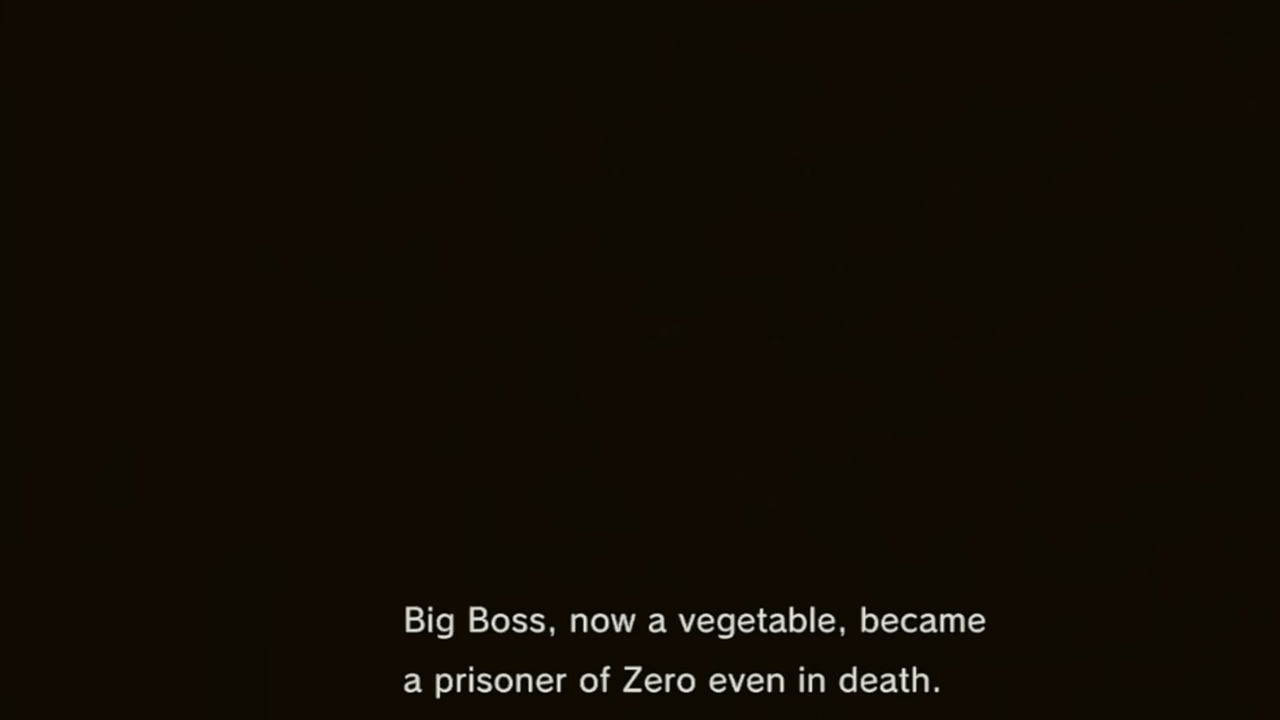 Big Boss, now a vegetable, became
a prisoner of Zero even in death.